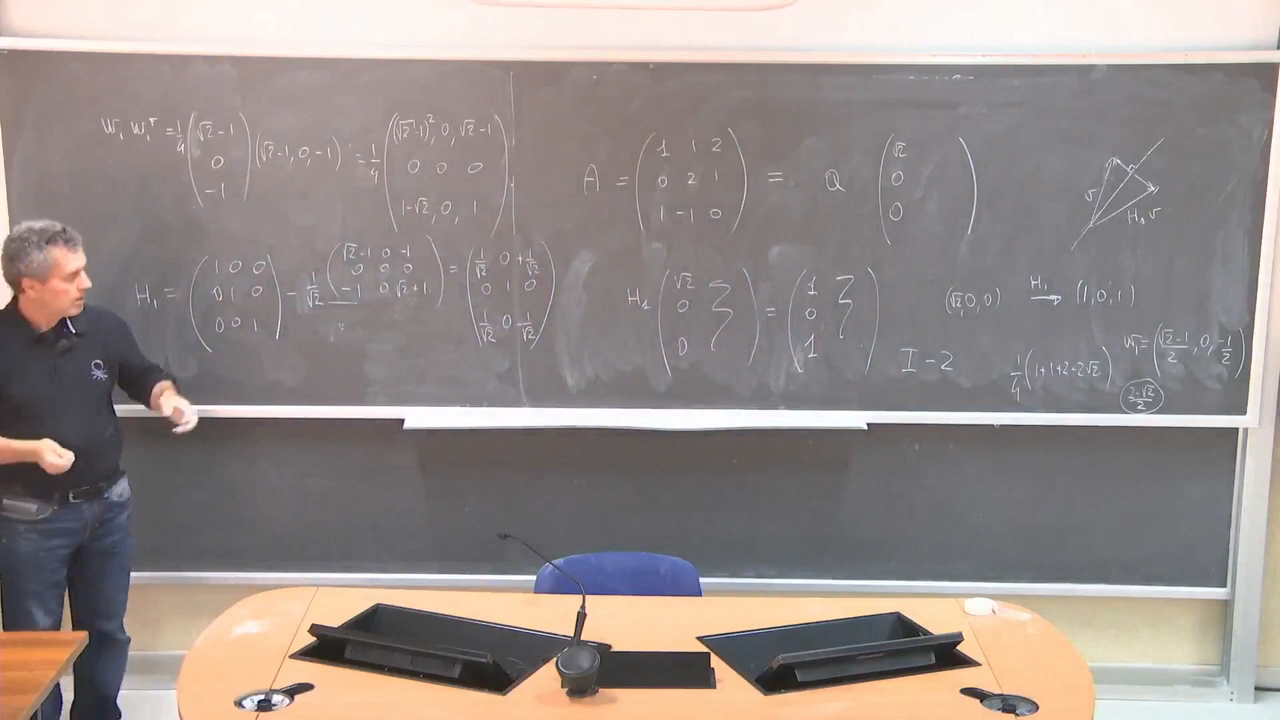 W₁ W₁ᵀ = 1/4 (√2-1 0 -1) (√2-1, 0, -1) = 1/4 ((√2-1)², 0, √2-1
0 0 0
1-√2, 0, 1)
H₁ = (1 0 0
0 1 0
0 0 1) - 1/√2 (√2-1 0 -1
0 0 0
-1 0 √2+1) = (1/√2 0 +1/√2
0 1 0
1/√2 0 -1/√2)
A = (1 1 2
0 2 1
1 -1 0) = Q (√2
0
0)
v
H₁v
H₁ (√2
0
0 }) = (1
0
1 })
(√2,0,0) H₁→ (1,0,1)
I-2
1/4 (1+1+2-2√2)
w₁ = (√2-1/2, 0, -1/2)
2-√2/2